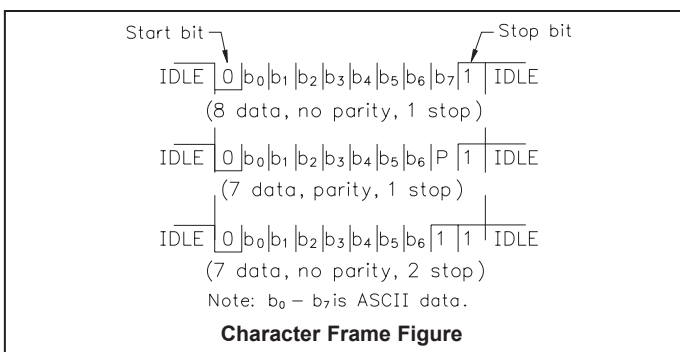 Start bit Stop bit
IDLE 0 b₀ b₁ b₂ b₃ b₄ b₅ b₆ b₇ 1 IDLE
(8 data, no parity, 1 stop)
IDLE 0 b₀ b₁ b₂ b₃ b₄ b₅ b₆ P 1 IDLE
(7 data, parity, 1 stop)
IDLE 0 b₀ b₁ b₂ b₃ b₄ b₅ b₆ 1 1 IDLE
(7 data, no parity, 2 stop)
Note: b₀ – b₇ is ASCII data.
Character Frame Figure